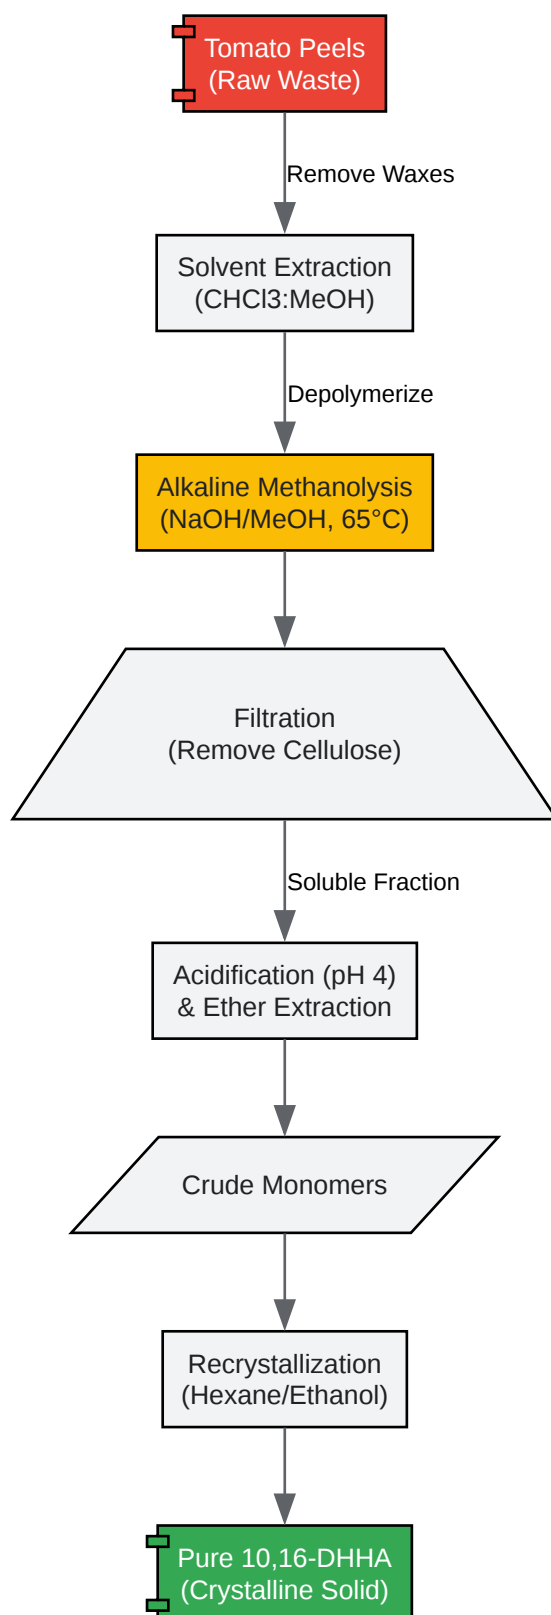 Tomato Peels
(Raw Waste)
Remove Waxes
Solvent Extraction
(CHCl3:MeOH)
Depolymerize
Alkaline Methanolysis
(NaOH/MeOH, 65°C)
Filtration
(Remove Cellulose)
Soluble Fraction
Acidification (pH 4)
& Ether Extraction
Crude Monomers
Recrystallization
(Hexane/Ethanol)
Pure 10,16-DHHA
(Crystalline Solid)